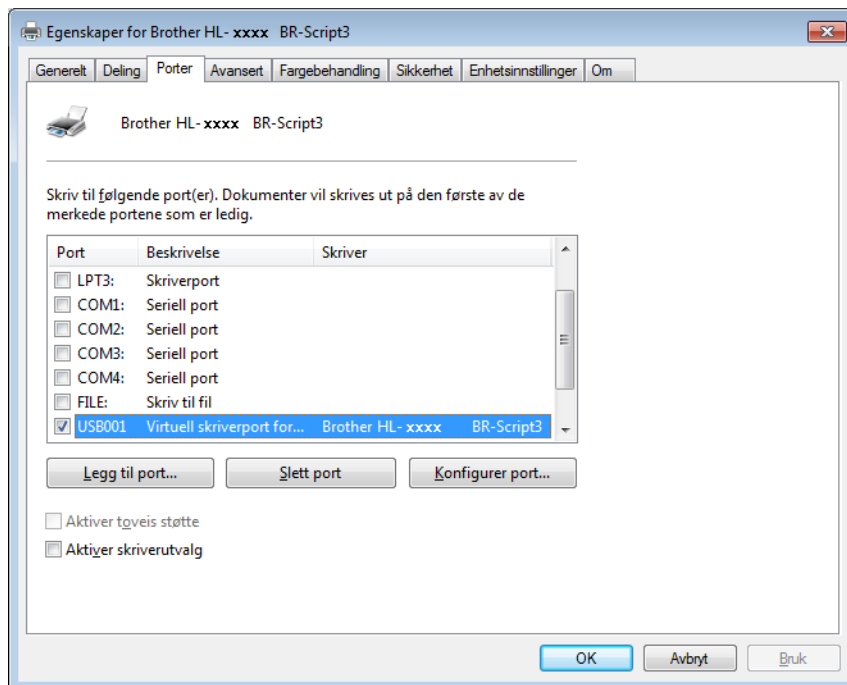 Egenskaper for Brother HL- xxxx BR-Script3
Generelt Deling Porter Avansert Fargebehandling Sikkerhet Enhetsinnstillinger Om
Brother HL- xxxx BR-Script3
Skriv til følgende port(er). Dokumenter vil skrives ut på den første av de
merkede portene som er ledig.
Port Beskrivelse Skriver
LPT3: Skriverport
COM1: Seriell port
COM2: Seriell port
COM3: Seriell port
COM4: Seriell port
FILE: Skriv til fil
USB001 Virtuell skriverport for... Brother HL- xxxx BR-Script3
Legg til port... Slett port Konfigurer port...
Aktiver toveis støtte
Aktiver skriverutvalg
OK Avbryt Bruk